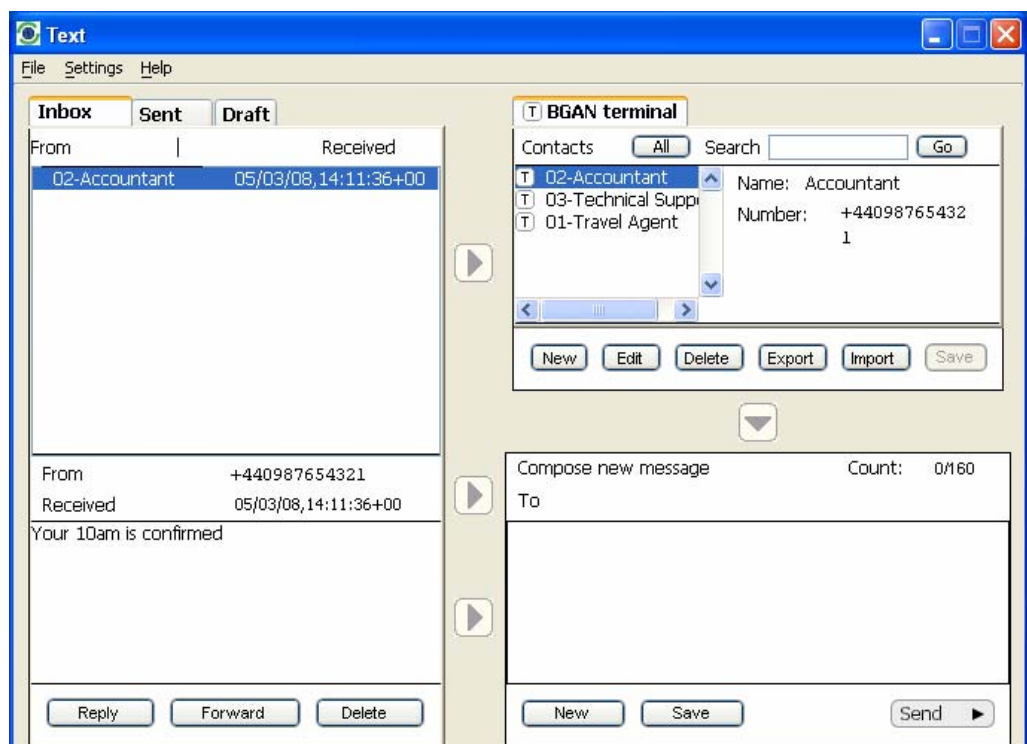 Text
File Settings Help
Inbox Sent Draft
From Received
02-Accountant 05/03/08,14:11:36+00
From +440987654321
Received 05/03/08,14:11:36+00
Your 10am is confirmed
Reply Forward Delete
T BGAN terminal
Contacts All Search Go
T 02-Accountant
T 03-Technical Supp
T 01-Travel Agent
Name: Accountant
Number: +44098765432
1
New Edit Delete Export Import Save
Compose new message Count: 0/160
To
New Save Send